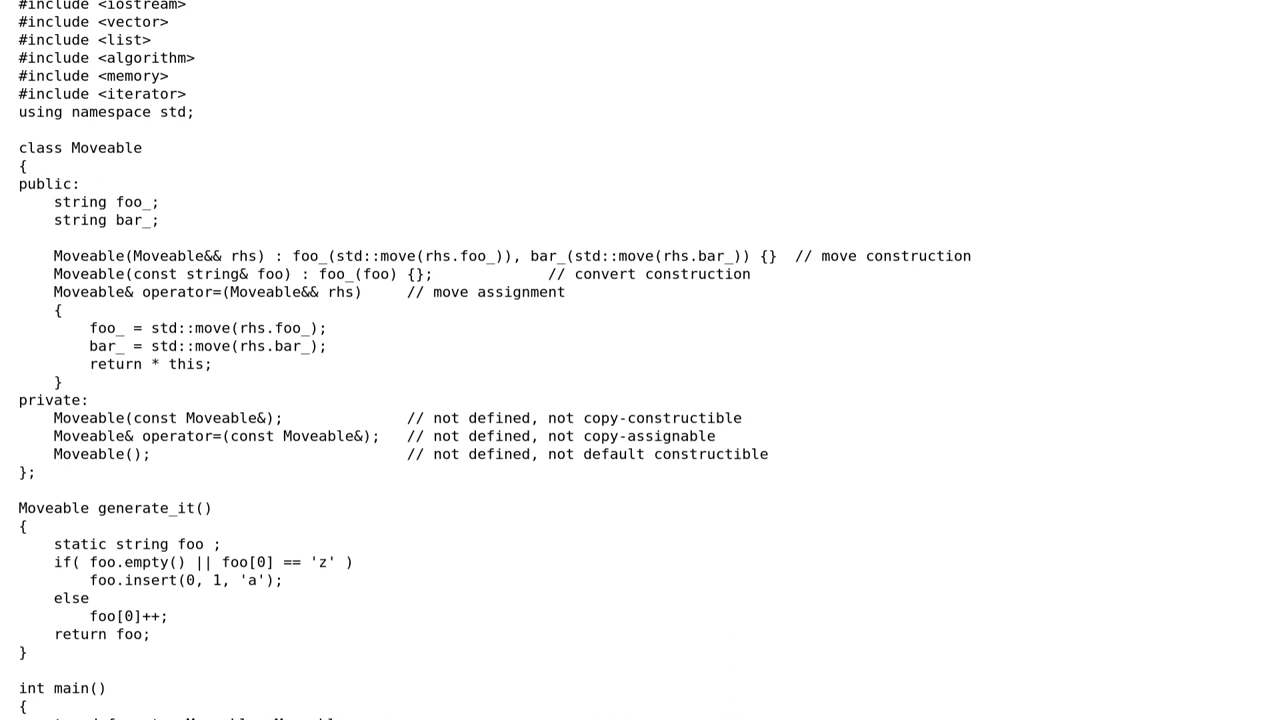 #include <iostream>
#include <vector>
#include <list>
#include <algorithm>
#include <memory>
#include <iterator>
using namespace std;

class Moveable
{
public:
    string foo_;
    string bar_;

    Moveable(Moveable&& rhs) : foo_(std::move(rhs.foo_)), bar_(std::move(rhs.bar_)) {}  // move construction
    Moveable(const string& foo) : foo_(foo) {};             // convert construction
    Moveable& operator=(Moveable&& rhs)     // move assignment
    {
        foo_ = std::move(rhs.foo_);
        bar_ = std::move(rhs.bar_);
        return * this;
    }
private:
    Moveable(const Moveable&);              // not defined, not copy-constructible
    Moveable& operator=(const Moveable&);   // not defined, not copy-assignable
    Moveable();                             // not defined, not default constructible
};

Moveable generate_it()
{
    static string foo ;
    if( foo.empty() || foo[0] == 'z' )
        foo.insert(0, 1, 'a');
    else
        foo[0]++;
    return foo;
}

int main()
{